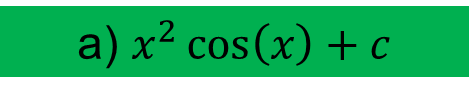 a) x² cos(x) + c